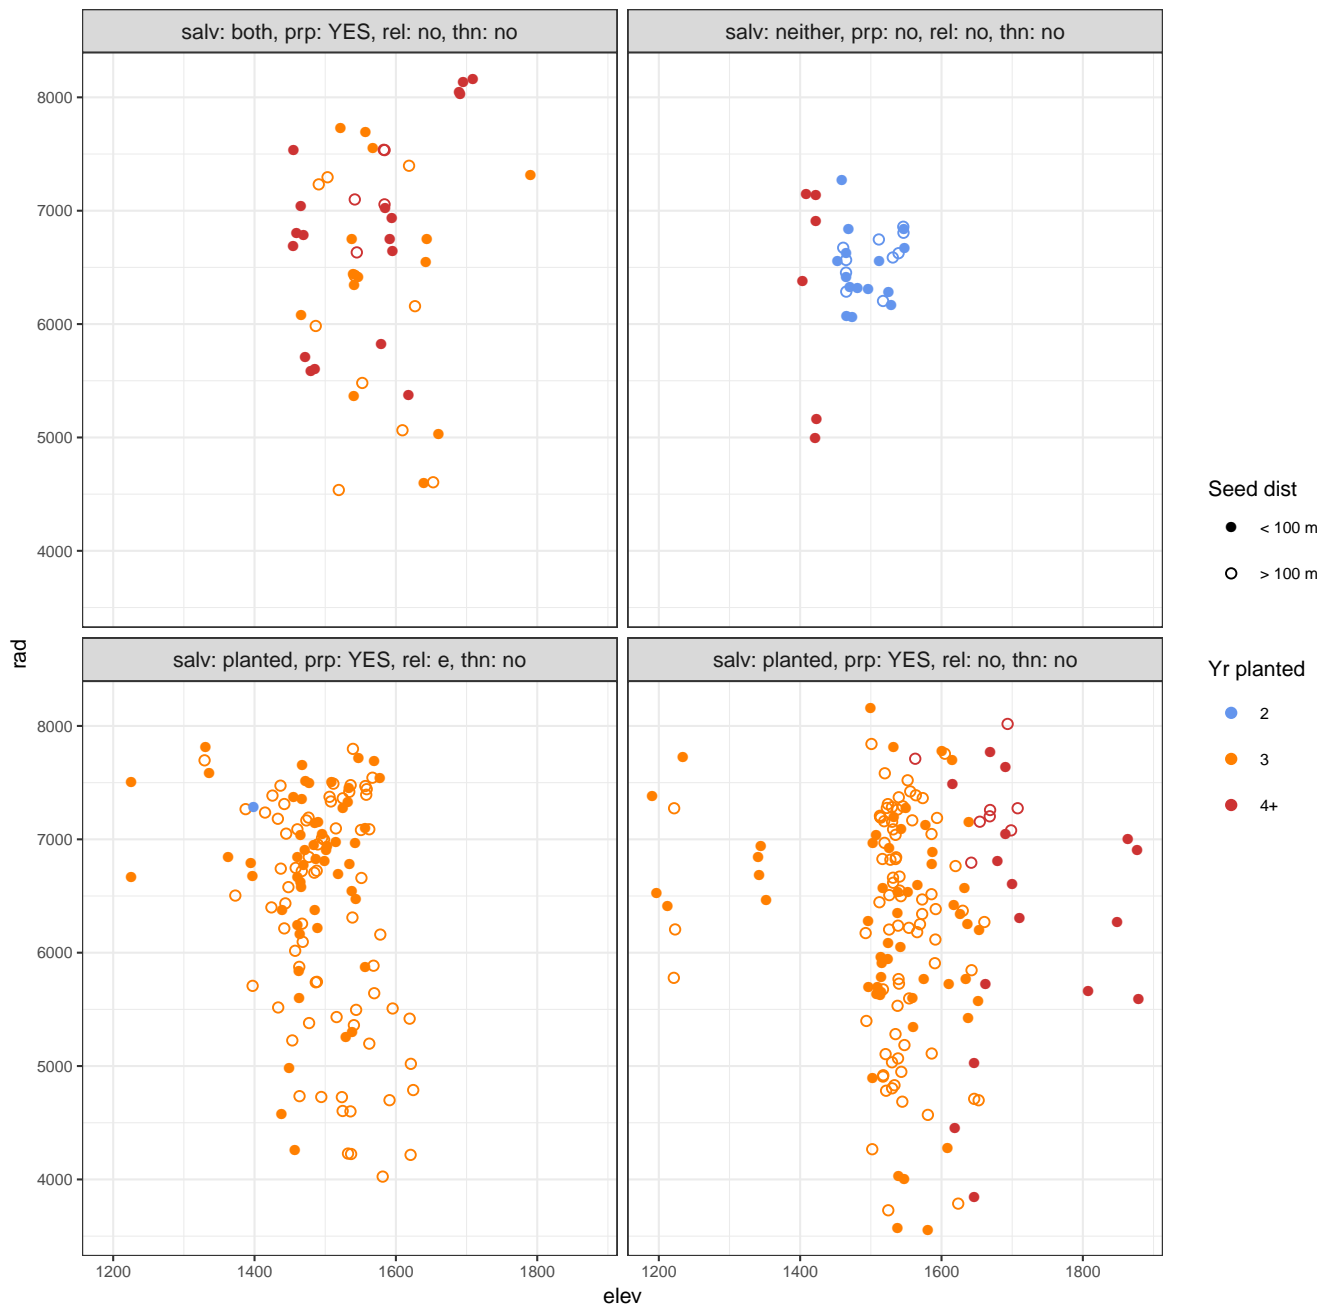 salv: both, prp: YES, rel: no, thn: no
salv: neither, prp: no, rel: no, thn: no
8000
7000
6000
5000
4000
salv: planted, prp: YES, rel: e, thn: no
salv: planted, prp: YES, rel: no, thn: no
8000
7000
6000
5000
4000
1200 1400 1600 1800
1200 1400 1600 1800
elev
rad
Seed dist
< 100 m
> 100 m
Yr planted
2
3
4+